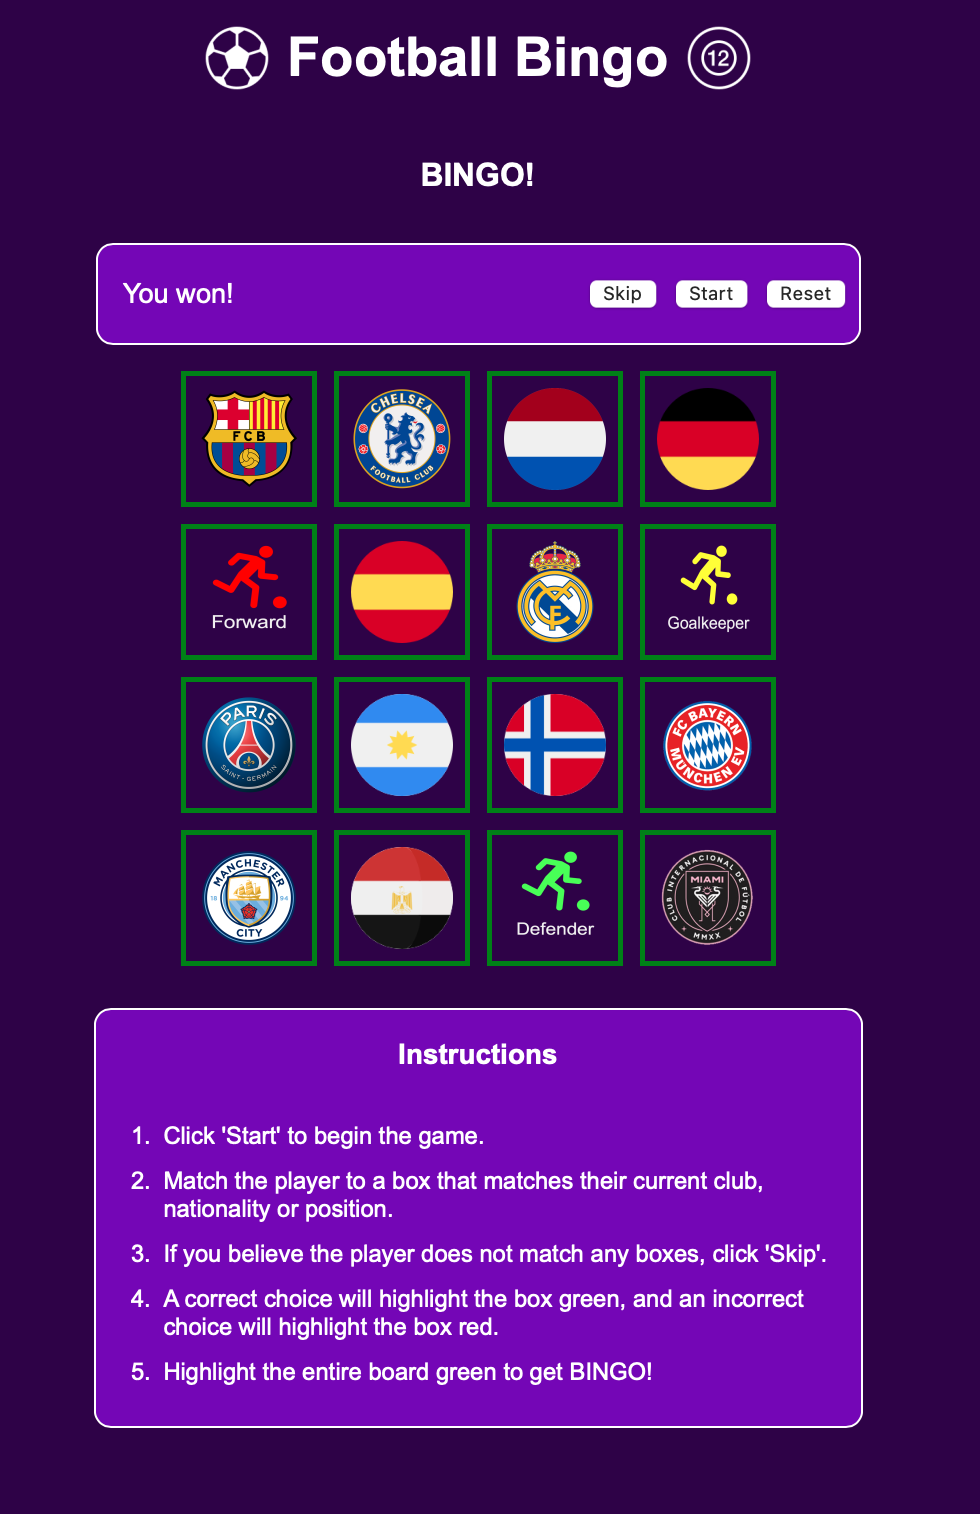 Football Bingo 12
BINGO!
You won! Skip Start Reset
FCB
CHELSEA
FOOTBALL CLUB
Forward
Goalkeeper
PARIS
SAINT-GERMAIN
FC BAYERN
MÜNCHEN EV
MANCHESTER
18 94
CITY
Defender
CLUB INTERNACIONAL DE FÚTBOL
MIAMI
MMXX
Instructions
1. Click 'Start' to begin the game.
2. Match the player to a box that matches their current club,
nationality or position.
3. If you believe the player does not match any boxes, click 'Skip'.
4. A correct choice will highlight the box green, and an incorrect
choice will highlight the box red.
5. Highlight the entire board green to get BINGO!